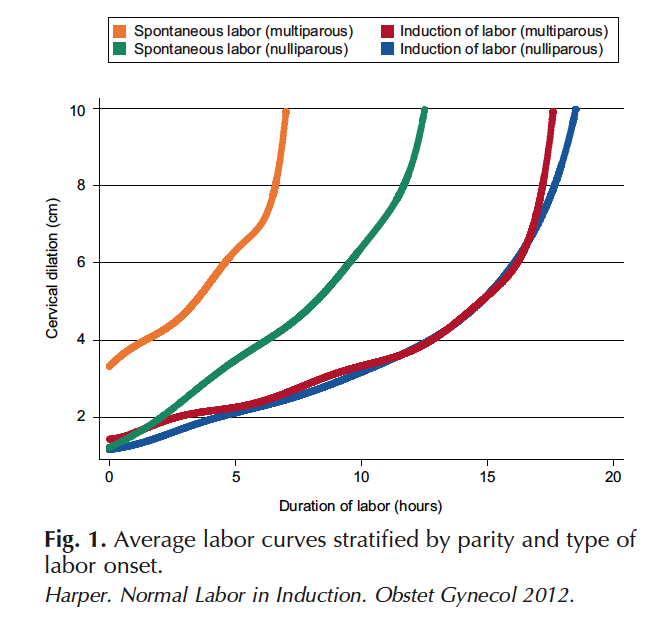 Spontaneous labor (multiparous) Induction of labor (multiparous)
Spontaneous labor (nulliparous) Induction of labor (nulliparous)
10
8
6
4
2
Cervical dilation (cm)
0 5 10 15 20
Duration of labor (hours)
Fig. 1. Average labor curves stratified by parity and type of
labor onset.
Harper. Normal Labor in Induction. Obstet Gynecol 2012.